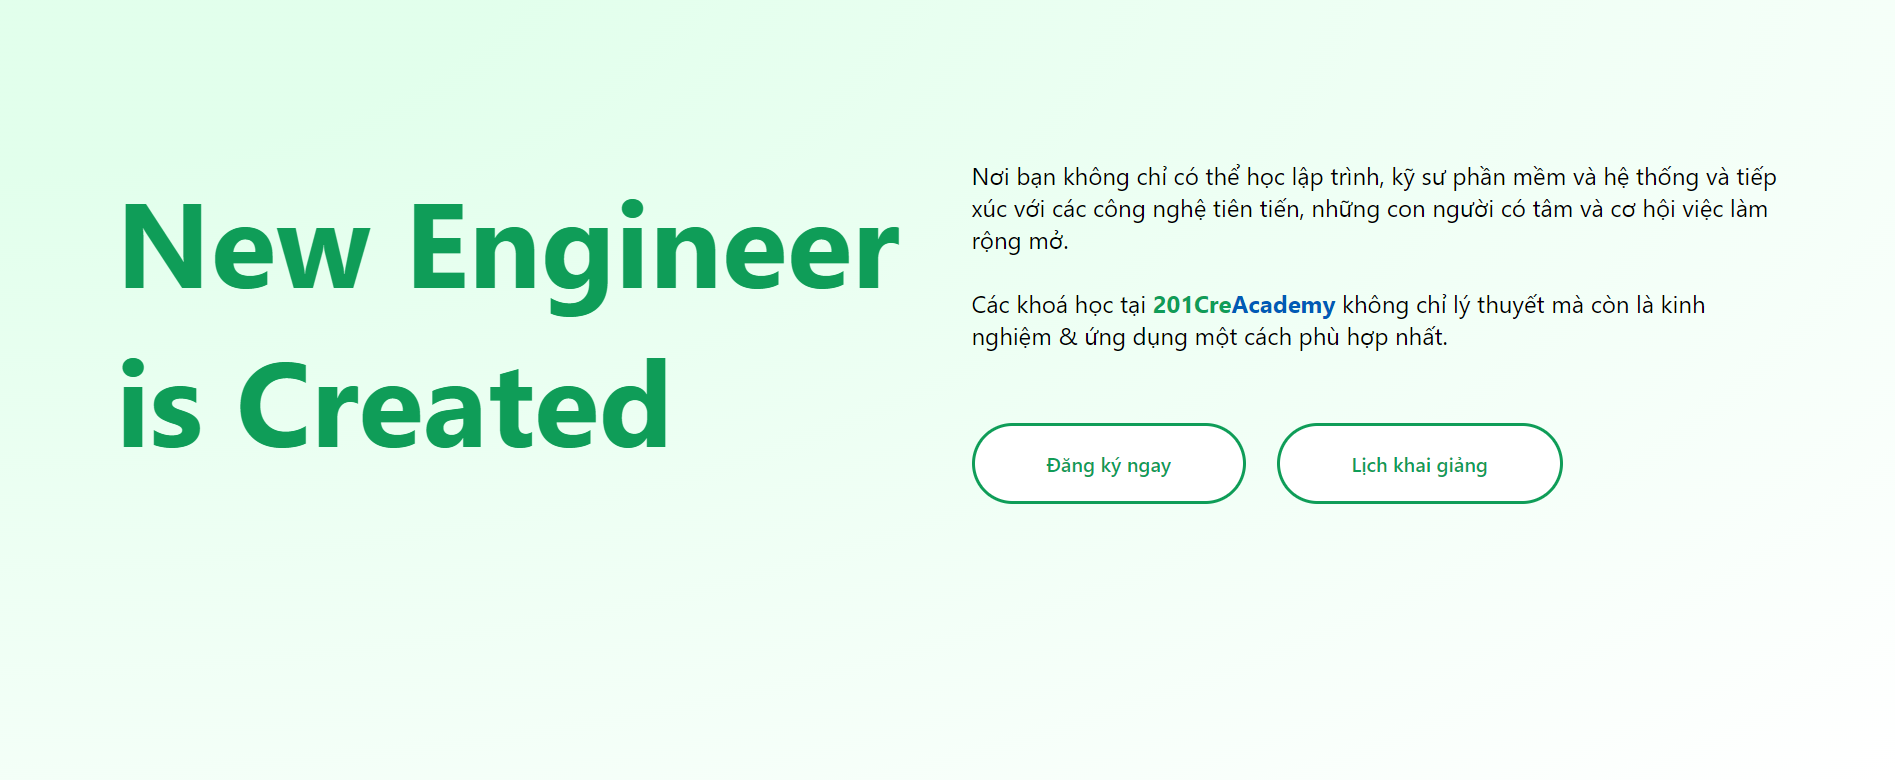 New Engineer
is Created
Nơi bạn không chỉ có thể học lập trình, kỹ sư phần mềm và hệ thống và tiếp
xúc với các công nghệ tiên tiến, những con người có tâm và cơ hội việc làm
rộng mở.
Các khoá học tại 201CreAcademy không chỉ lý thuyết mà còn là kinh
nghiệm & ứng dụng một cách phù hợp nhất.
Đăng ký ngay
Lịch khai giảng